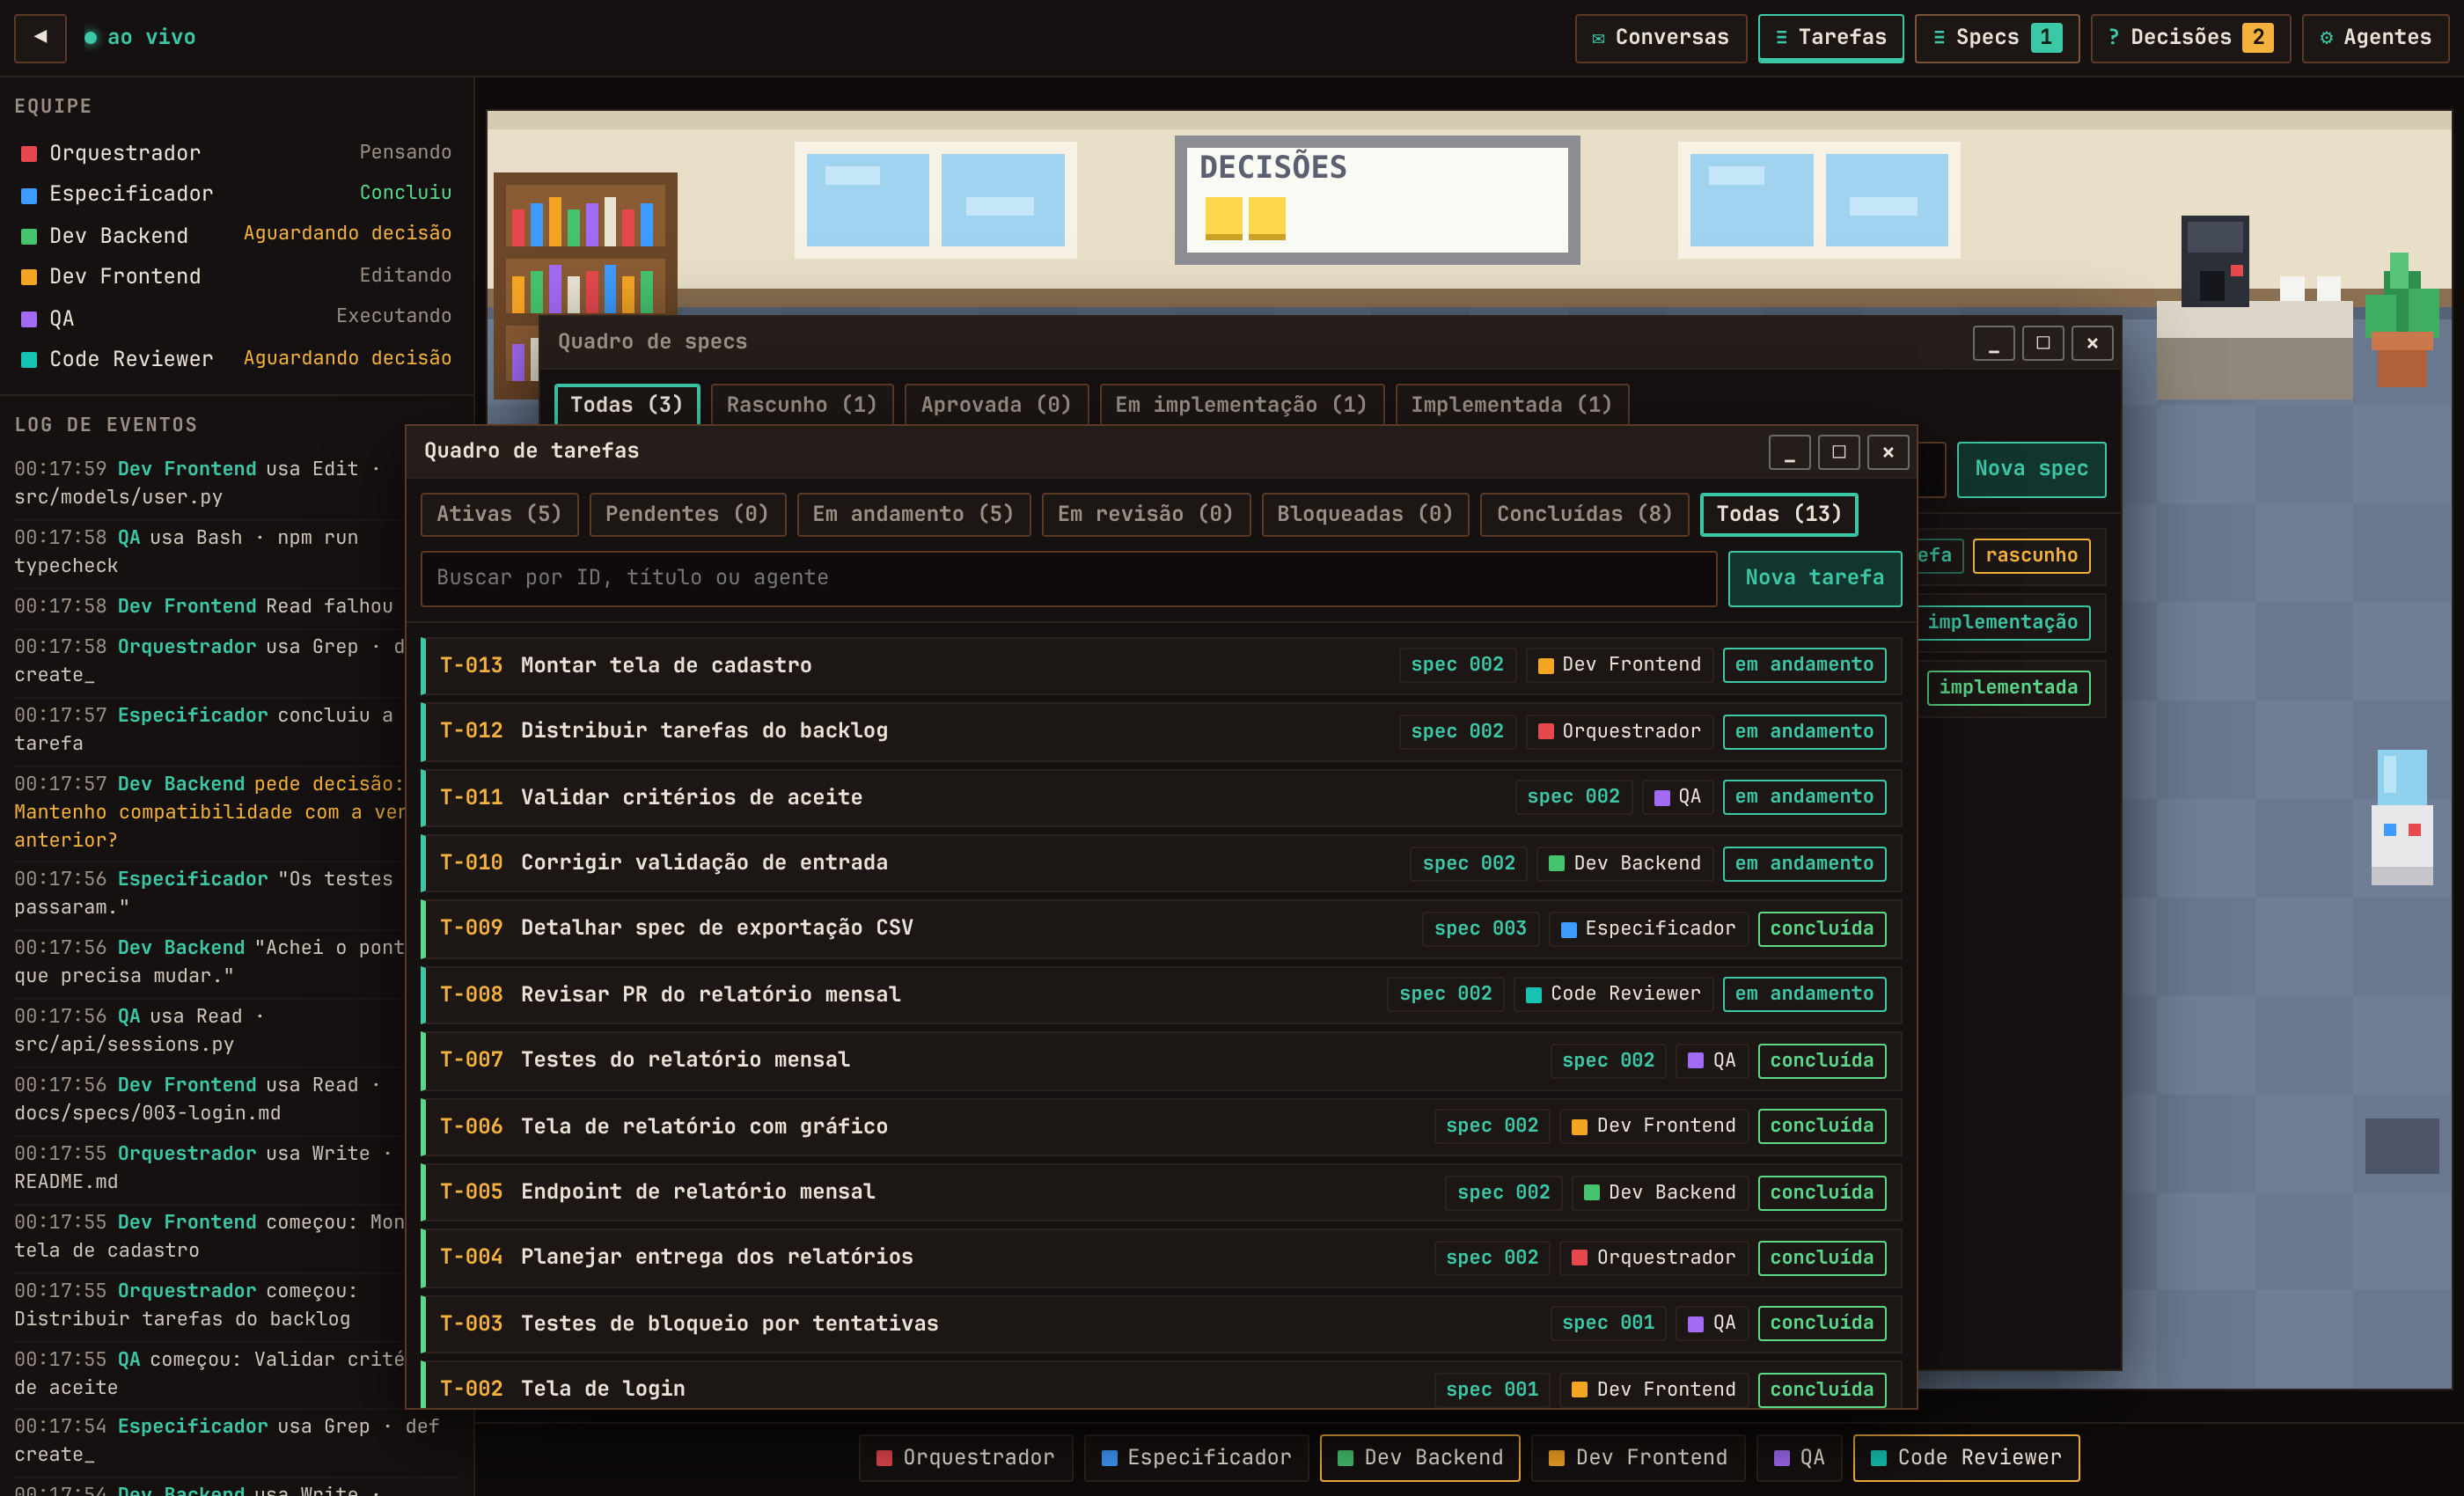 ◀ ao vivo
✉ Conversas
Ξ Tarefas
Ξ Specs 1
? Decisões 2
⚙ Agentes
EQUIPE
Orquestrador Pensando
Especificador Concluiu
Dev Backend Aguardando decisão
Dev Frontend Editando
QA Executando
Code Reviewer Aguardando decisão
LOG DE EVENTOS
00:17:59 Dev Frontend usa Edit ·
src/models/user.py
00:17:58 QA usa Bash · npm run
typecheck
00:17:58 Dev Frontend Read falhou
00:17:58 Orquestrador usa Grep · d
create_
00:17:57 Especificador concluiu a
tarefa
00:17:57 Dev Backend pede decisão:
Mantenho compatibilidade com a ver
anterior?
00:17:56 Especificador "Os testes
passaram."
00:17:56 Dev Backend "Achei o pont
que precisa mudar."
00:17:56 QA usa Read ·
src/api/sessions.py
00:17:56 Dev Frontend usa Read ·
docs/specs/003-login.md
00:17:55 Orquestrador usa Write ·
README.md
00:17:55 Dev Frontend começou: Mon
tela de cadastro
00:17:55 Orquestrador começou:
Distribuir tarefas do backlog
00:17:55 QA começou: Validar crité
de aceite
00:17:54 Especificador usa Grep · def
create_
00:17:54 Dev Backend usa Write ·
DECISÕES
Quadro de specs
Todas (3) Rascunho (1) Aprovada (0) Em implementação (1) Implementada (1)
Nova spec
efa rascunho
implementação
implementada
Quadro de tarefas
Ativas (5) Pendentes (0) Em andamento (5) Em revisão (0) Bloqueadas (0) Concluídas (8) Todas (13)
Buscar por ID, título ou agente
Nova tarefa
T-013 Montar tela de cadastro spec 002 Dev Frontend em andamento
T-012 Distribuir tarefas do backlog spec 002 Orquestrador em andamento
T-011 Validar critérios de aceite spec 002 QA em andamento
T-010 Corrigir validação de entrada spec 002 Dev Backend em andamento
T-009 Detalhar spec de exportação CSV spec 003 Especificador concluída
T-008 Revisar PR do relatório mensal spec 002 Code Reviewer em andamento
T-007 Testes do relatório mensal spec 002 QA concluída
T-006 Tela de relatório com gráfico spec 002 Dev Frontend concluída
T-005 Endpoint de relatório mensal spec 002 Dev Backend concluída
T-004 Planejar entrega dos relatórios spec 002 Orquestrador concluída
T-003 Testes de bloqueio por tentativas spec 001 QA concluída
T-002 Tela de login spec 001 Dev Frontend concluída
Orquestrador
Especificador
Dev Backend
Dev Frontend
QA
Code Reviewer